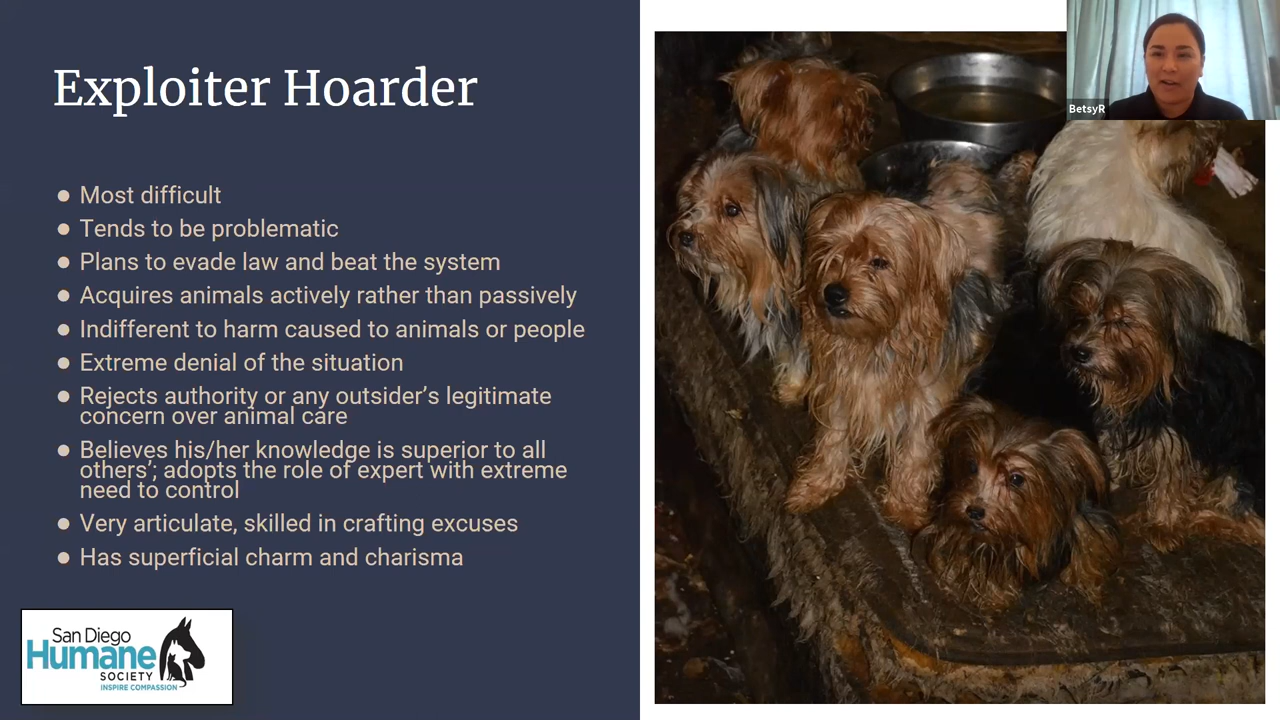 Exploiter Hoarder
BetsyR
● Most difficult
● Tends to be problematic
● Plans to evade law and beat the system
● Acquires animals actively rather than passively
● Indifferent to harm caused to animals or people
● Extreme denial of the situation
● Rejects authority or any outsider’s legitimate
concern over animal care
● Believes his/her knowledge is superior to all
others’; adopts the role of expert with extreme
need to control
● Very articulate, skilled in crafting excuses
● Has superficial charm and charisma
San Diego
Humane
SOCIETY
INSPIRE COMPASSION